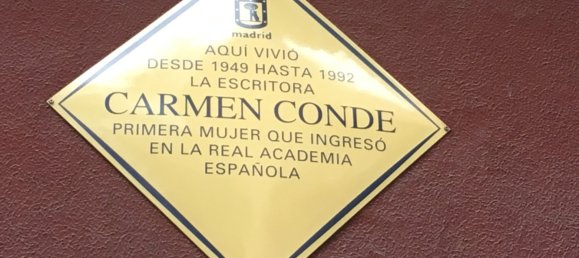 madrid
AQUÍ VIVIÓ
DESDE 1949 HASTA 1992
LA ESCRITORA
CARMEN CONDE
PRIMERA MUJER QUE INGRESÓ
EN LA REAL ACADEMIA
ESPAÑOLA